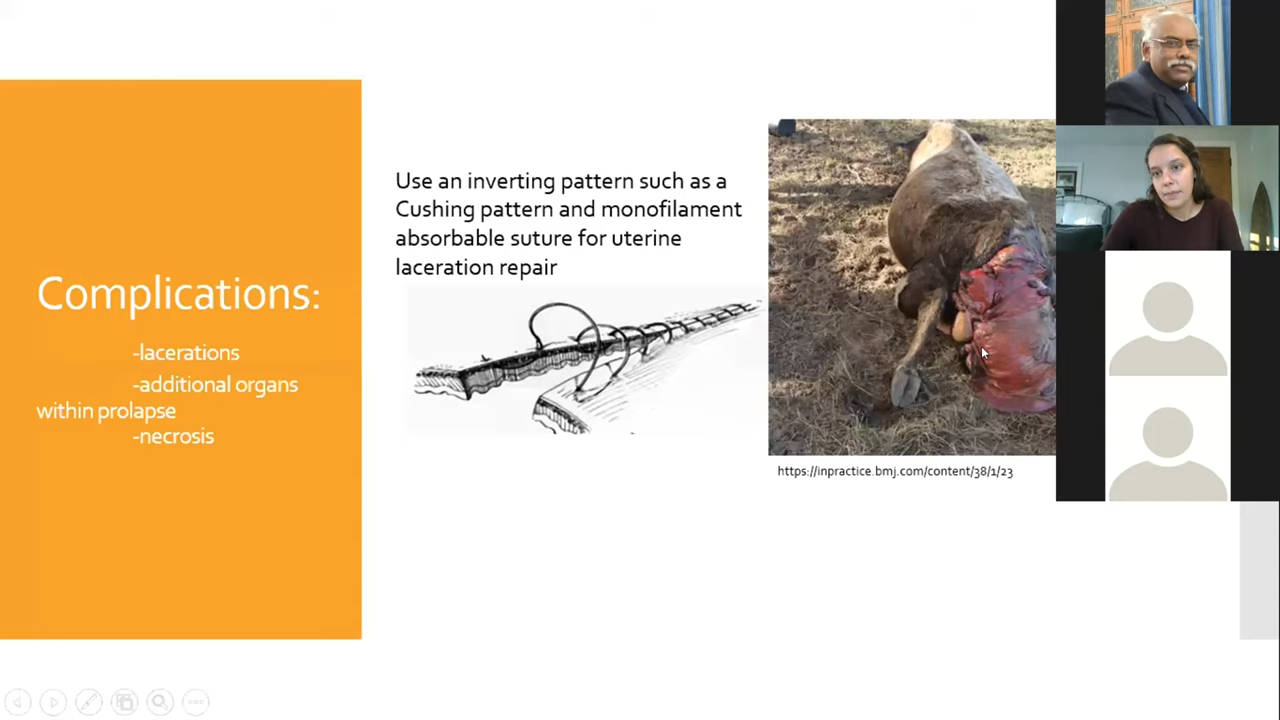 Complications:
-lacerations
-additional organs
within prolapse
-necrosis
Use an inverting pattern such as a
Cushing pattern and monofilament
absorbable suture for uterine
laceration repair
https://inpractice.bmj.com/content/38/1/23